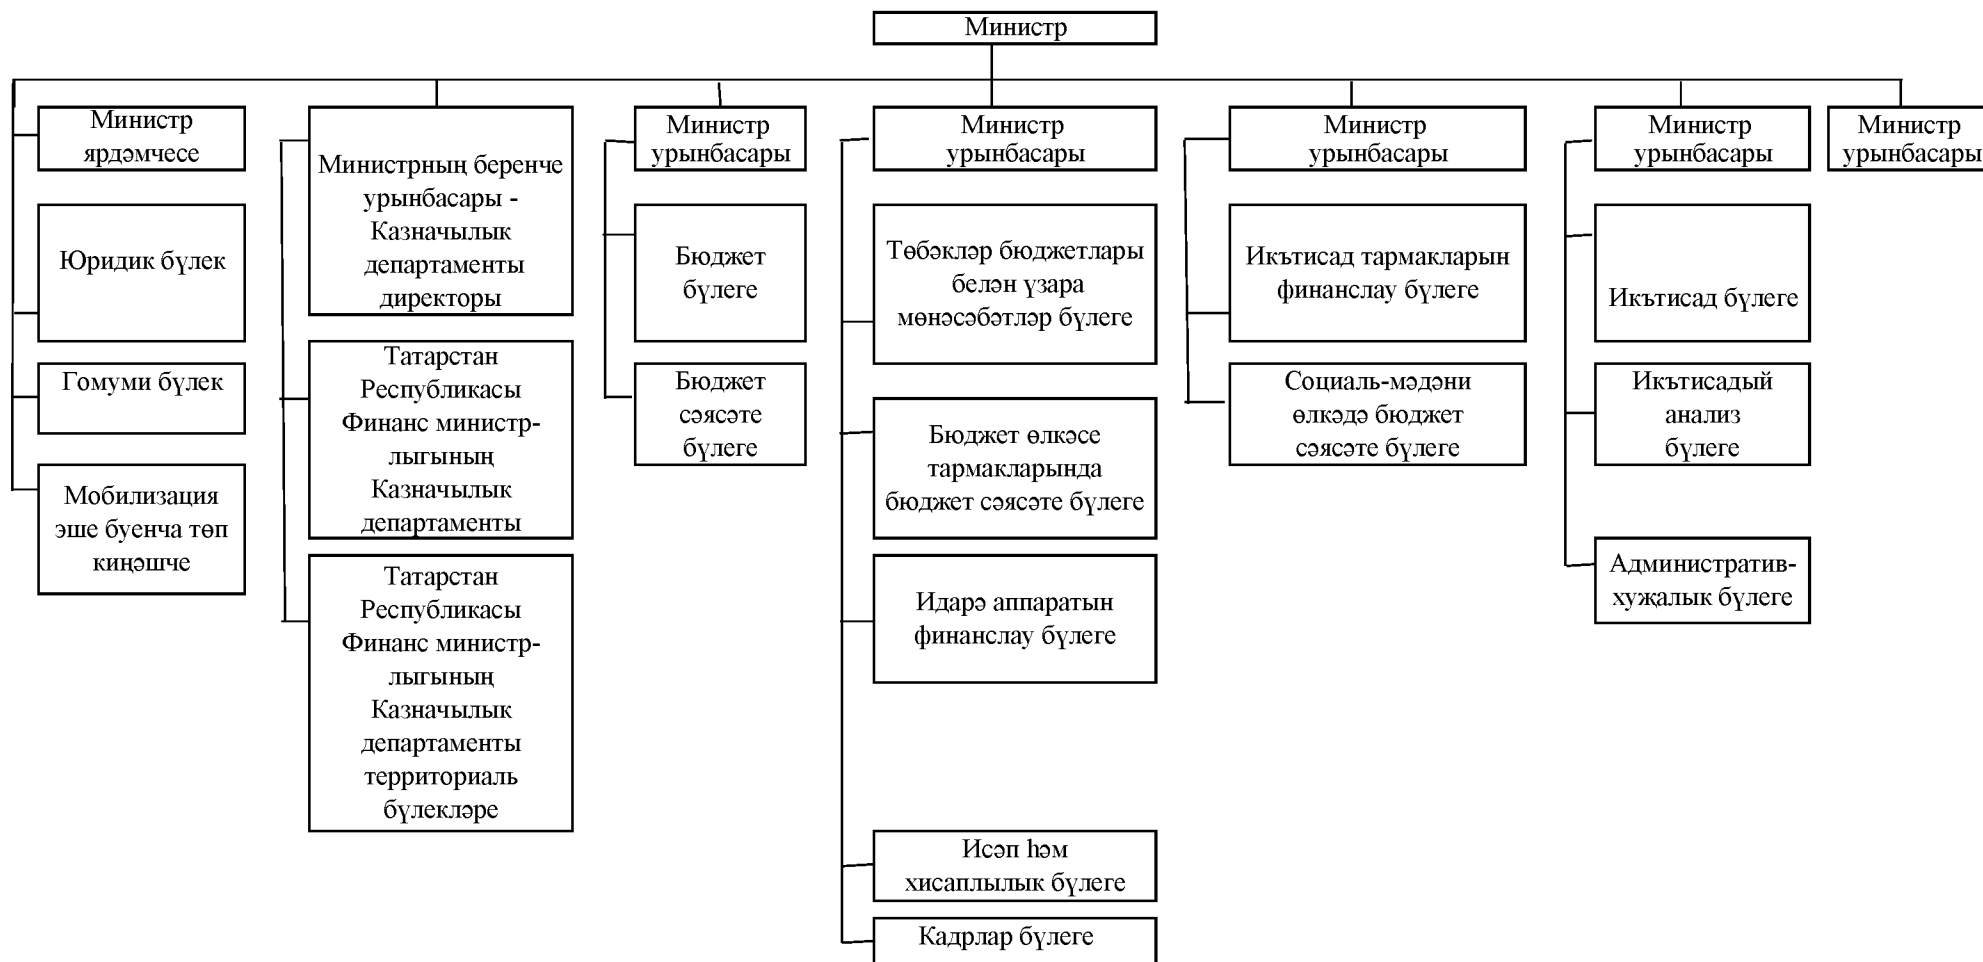 Министр
Министр
ярдәмчесе
Юридик бүлек
Гомуми бүлек
Мобилизация
эше буенча төп
киңәшче
Министрның беренче
урынбасары -
Казначылык
департаменты
директоры
Татарстан
Республикасы
Финанс министр-
лыгының
Казначылык
департаменты
Татарстан
Республикасы
Финанс министр-
лыгының
Казначылык
департаменты
территориаль
бүлекләре
Министр
урынбасары
Бюджет
бүлеге
Бюджет
сәясәте
бүлеге
Министр
урынбасары
Төбәкләр бюджетлары
белән үзара
мөнәсәбәтләр бүлеге
Бюджет өлкәсе
тармакларында
бюджет сәясәте бүлеге
Идарә аппаратын
финанслау бүлеге
Исәп һәм
хисаплылык бүлеге
Кадрлар бүлеге
Министр
урынбасары
Икътисад тармакларын
финанслау бүлеге
Социаль-мәдәни
өлкәдә бюджет
сәясәте бүлеге
Министр
урынбасары
Икътисад бүлеге
Икътисадый
анализ
бүлеге
Административ-
хуҗалык бүлеге
Министр
урынбасары